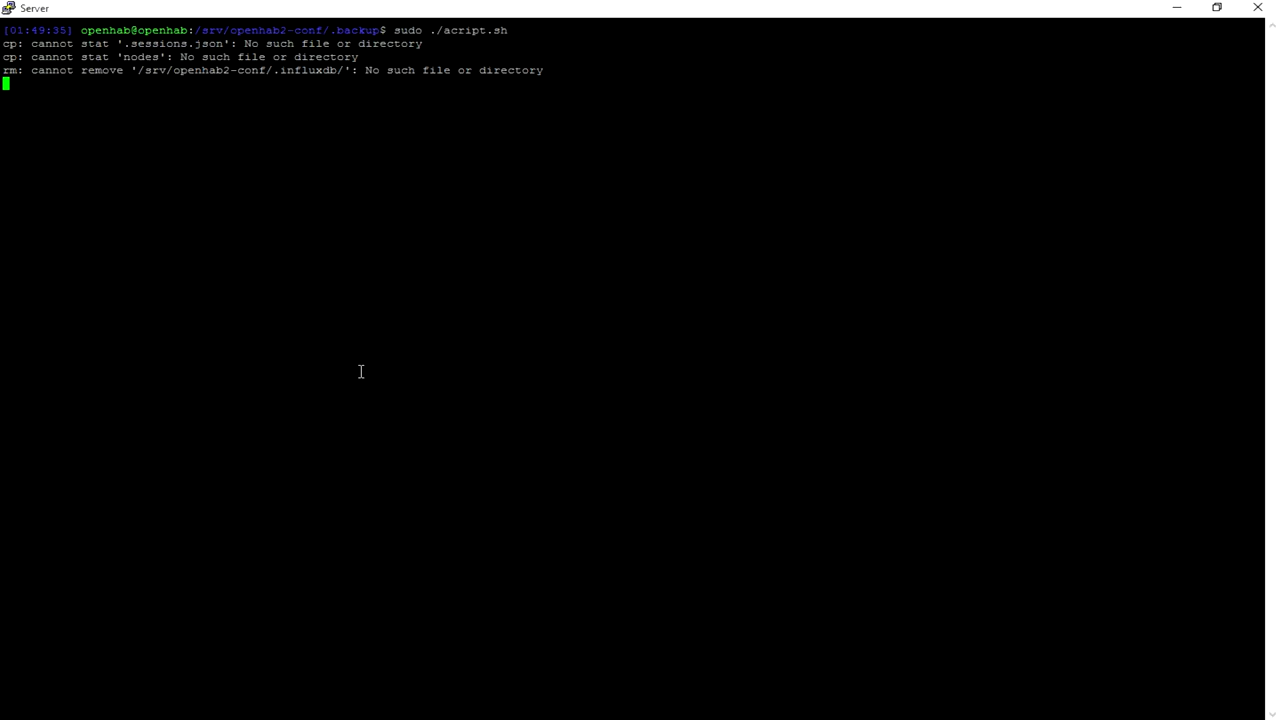 Server
[01:49:35] openhab@openhab:/srv/openhab2-conf/.backup$ sudo ./acript.sh
cp: cannot stat '.sessions.json': No such file or directory
cp: cannot stat 'nodes': No such file or directory
rm: cannot remove '/srv/openhab2-conf/.influxdb/': No such file or directory